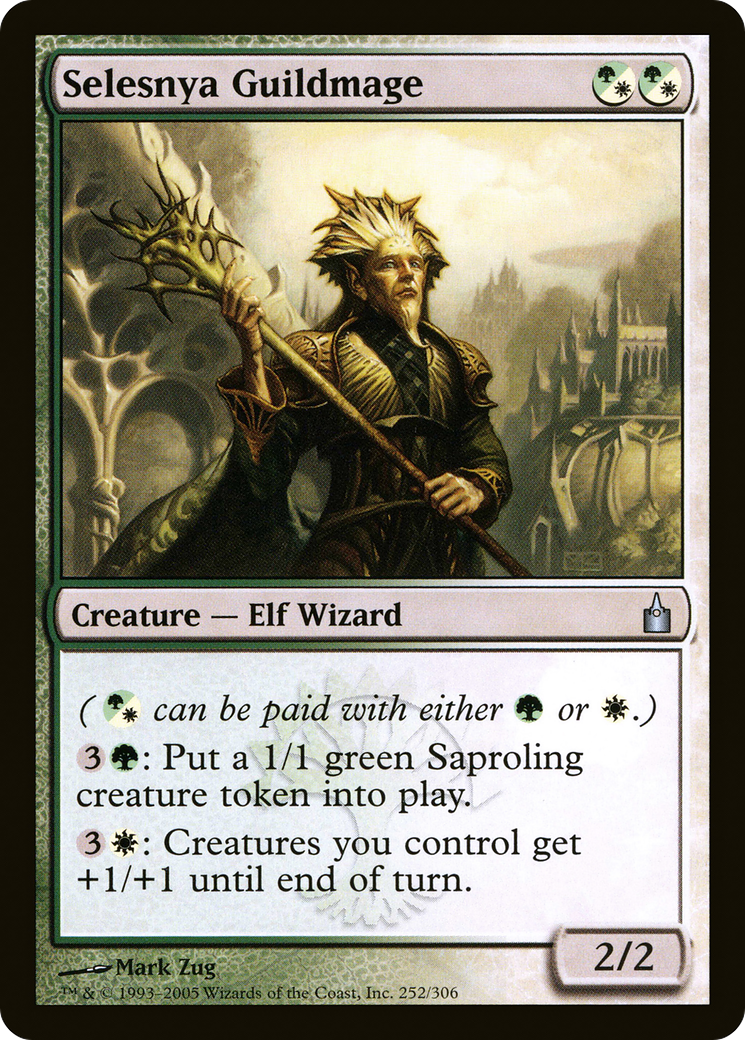 Selesnya Guildmage
Creature — Elf Wizard
( can be paid with either or .)
3: Put a 1/1 green Saproling
creature token into play.
3: Creatures you control get
+1/+1 until end of turn.
2/2
Mark Zug
™ & © 1993–2005 Wizards of the Coast, Inc. 252/306